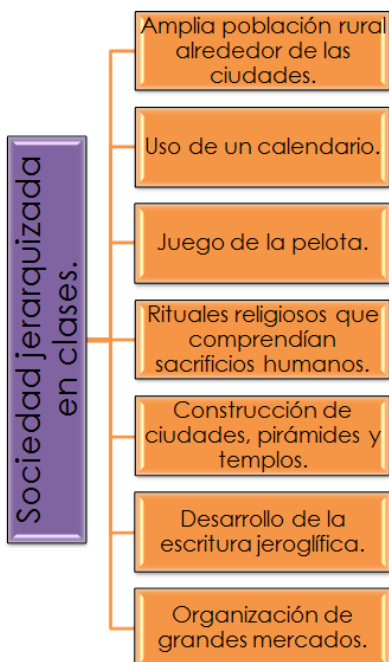 Sociedad jerarquizada
en clases.
Amplia población rural
alrededor de las
ciudades.
Uso de un calendario.
Juego de la pelota.
Rituales religiosos que
comprendían
sacrificios humanos.
Construcción de
ciudades, pirámides y
templos.
Desarrollo de la
escritura jeroglífica.
Organización de
grandes mercados.